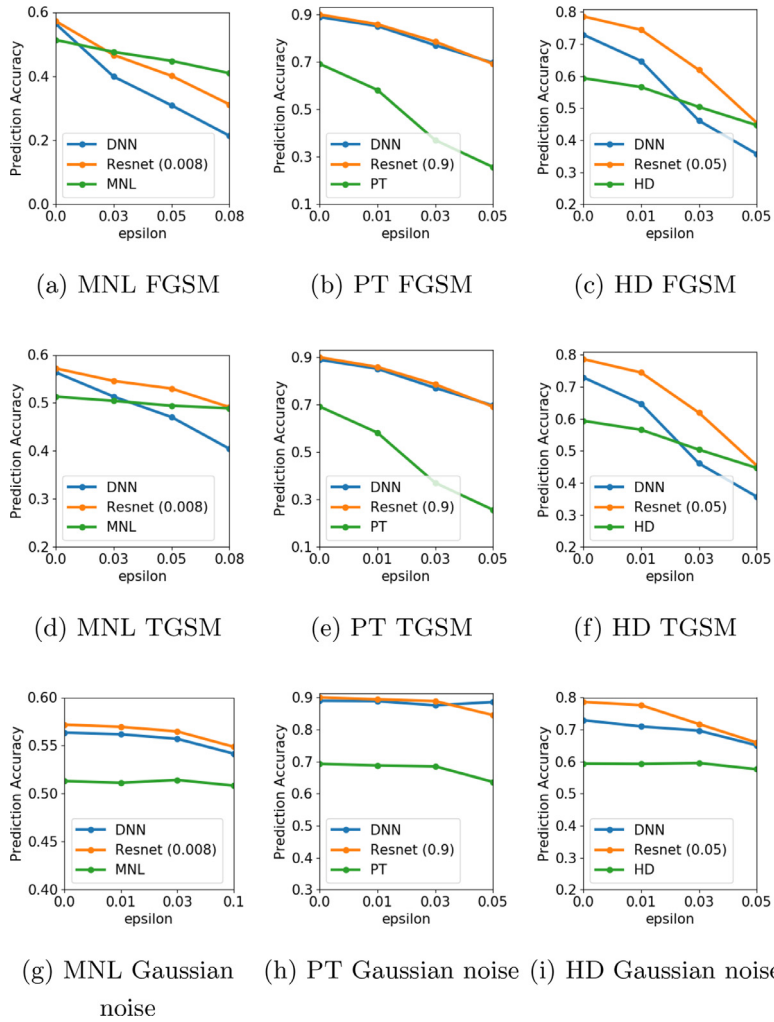 0.6
0.4
0.2
0.0
Prediction Accuracy
DNN
Resnet (0.008)
MNL
0.0 0.03 0.05 0.08
epsilon
(a) MNL FGSM
0.9
0.7
0.5
0.3
0.1
Prediction Accuracy
DNN
Resnet (0.9)
PT
0.0 0.01 0.03 0.05
epsilon
(b) PT FGSM
0.8
0.7
0.6
0.5
0.4
0.3
0.2
Prediction Accuracy
DNN
Resnet (0.05)
HD
0.0 0.01 0.03 0.05
epsilon
(c) HD FGSM
0.6
0.5
0.4
0.3
0.2
Prediction Accuracy
DNN
Resnet (0.008)
MNL
0.0 0.03 0.05 0.08
epsilon
(d) MNL TGSM
0.9
0.7
0.5
0.3
0.1
Prediction Accuracy
DNN
Resnet (0.9)
PT
0.0 0.01 0.03 0.05
epsilon
(e) PT TGSM
0.8
0.7
0.6
0.5
0.4
0.3
0.2
Prediction Accuracy
DNN
Resnet (0.05)
HD
0.0 0.01 0.03 0.05
epsilon
(f) HD TGSM
0.60
0.55
0.50
0.45
0.40
Prediction Accuracy
DNN
Resnet (0.008)
MNL
0.0 0.01 0.03 0.1
epsilon
(g) MNL Gaussian
noise
0.9
0.8
0.7
0.6
0.5
0.4
0.3
Prediction Accuracy
DNN
Resnet (0.9)
PT
0.0 0.01 0.03 0.05
epsilon
(h) PT Gaussian noise
0.8
0.7
0.6
0.5
0.4
0.3
0.2
Prediction Accuracy
DNN
Resnet (0.05)
HD
0.0 0.01 0.03 0.05
epsilon
(i) HD Gaussian noise